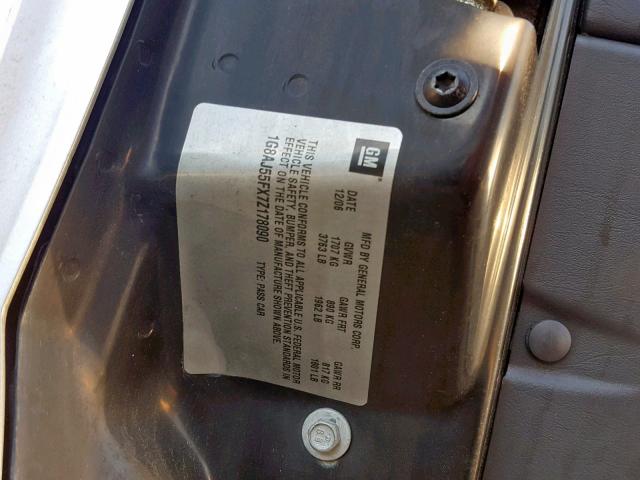 GM
MFD BY GENERAL MOTORS CORP
DATE GVWR GAWR FRT GAWR RR
12/06 1707 KG 890 KG 817 KG
3763 LB 1962 LB 1801 LB
THIS VEHICLE CONFORMS TO ALL APPLICABLE U.S. FEDERAL MOTOR
VEHICLE SAFETY, BUMPER, AND THEFT PREVENTION STANDARDS IN
EFFECT ON THE DATE OF MANUFACTURE SHOWN ABOVE.
1G8AJ55FX7Z178090 TYPE: PASS CAR